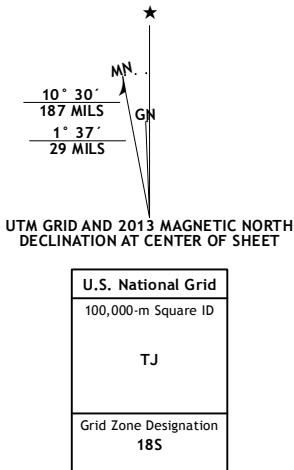 ★
MN
10° 30´
187 MILS
GN
1° 37´
29 MILS
UTM GRID AND 2013 MAGNETIC NORTH
DECLINATION AT CENTER OF SHEET
U.S. National Grid
100,000-m Square ID
TJ
Grid Zone Designation
18S